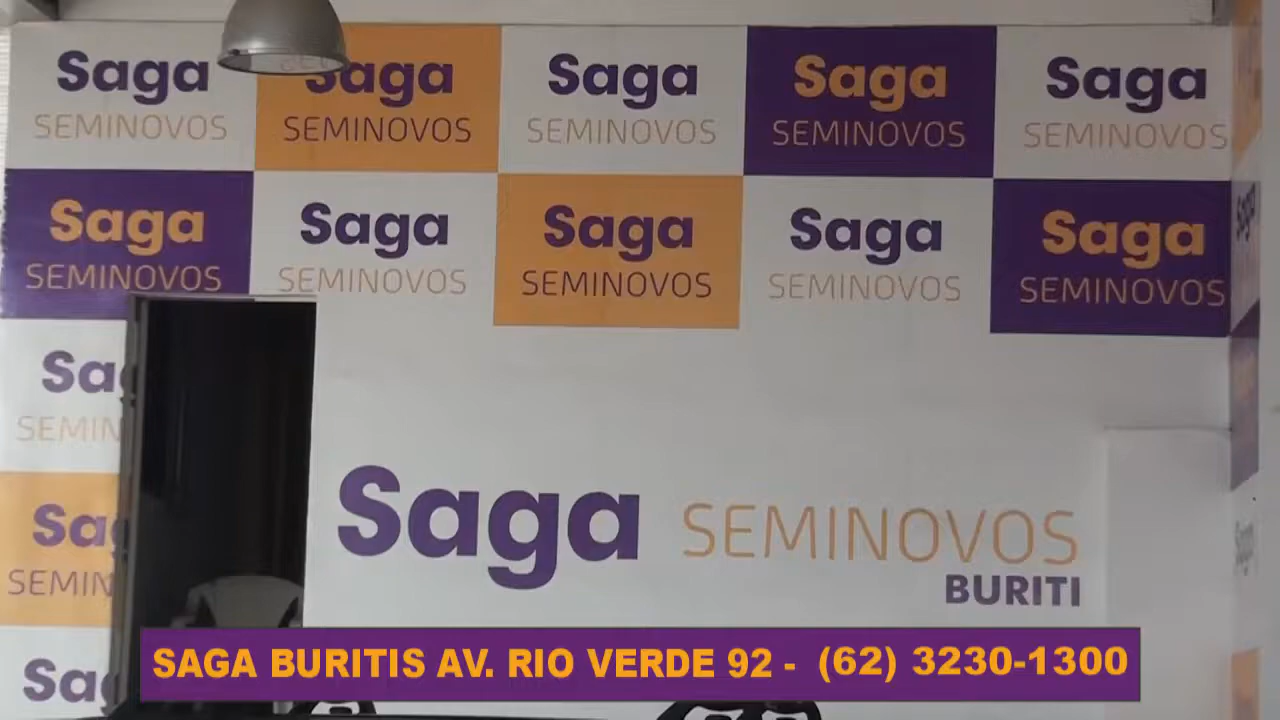 Saga Saga Saga Saga Saga
SEMINOVOS SEMINOVOS SEMINOVOS SEMINOVOS SEMINOVOS
Saga Saga Saga Saga Saga
SEMINOVOS SEMINOVOS SEMINOVOS SEMINOVOS SEMINOVOS
Saga SEMINOVOS
BURITI
SAGA BURITIS AV. RIO VERDE 92 - (62) 3230-1300